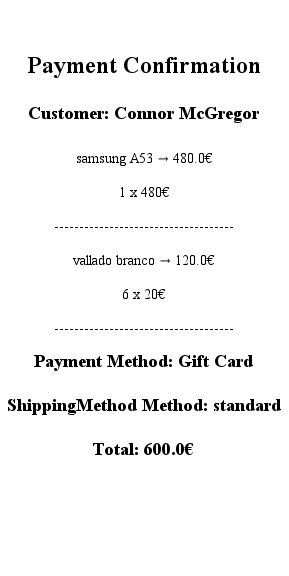 Payment Confirmation
Customer: Connor McGregor
samsung A53 → 480.0€
1 x 480€
------------------------------------
vallado branco → 120.0€
6 x 20€
------------------------------------
Payment Method: Gift Card
ShippingMethod Method: standard
Total: 600.0€